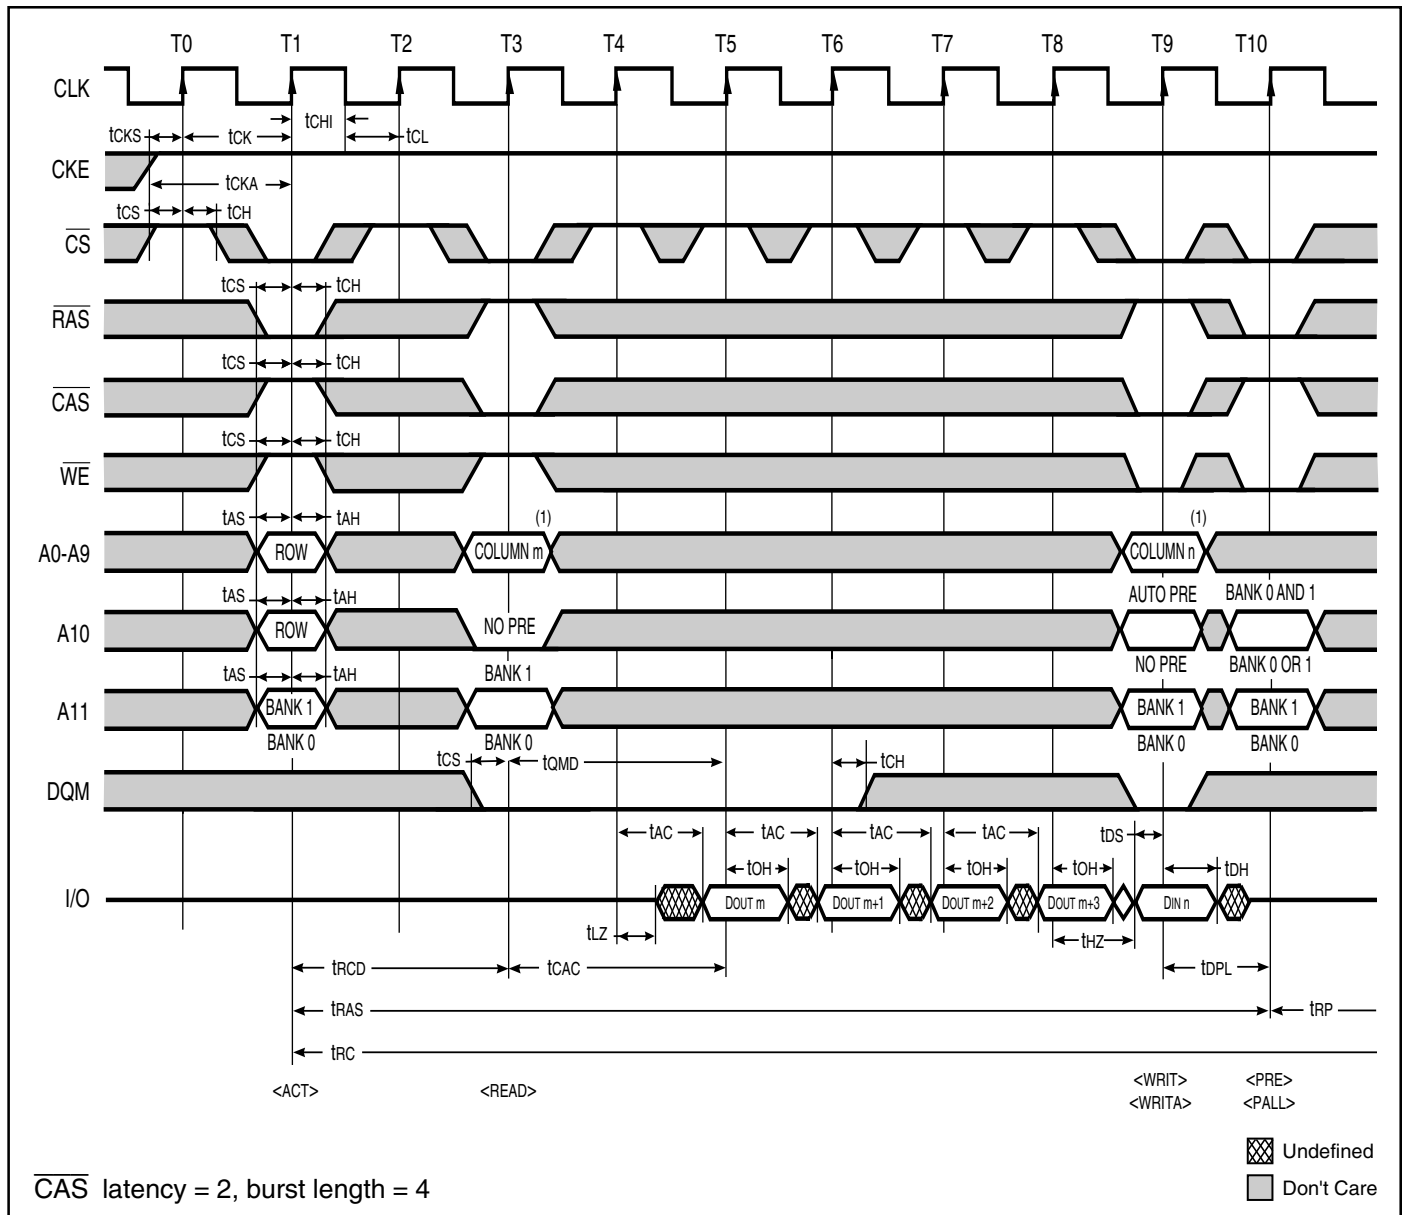 T0 T1 T2 T3 T4 T5 T6 T7 T8 T9 T10
CLK
tCHI
tCKS tCK tCL
CKE
tCKA
tCS tCH
CS
tCS tCH
RAS
tCS tCH
CAS
tCS tCH
WE
tAS tAH (1) (1)
A0-A9 ROW COLUMN m COLUMN n
tAS tAH AUTO PRE BANK 0 AND 1
A10 ROW NO PRE
tAS tAH BANK 1 NO PRE BANK 0 OR 1
A11 BANK 1 BANK 1 BANK 1
BANK 0 BANK 0 BANK 0 BANK 0
tCS tQMD tCH
DQM
tAC tAC tAC tAC tDS
tOH tOH tOH tOH tDH
I/O DOUT m DOUT m+1 DOUT m+2 DOUT m+3 DIN n
tLZ tHZ
tRCD tCAC tDPL
tRAS tRP
tRC
<ACT> <READ> <WRIT> <PRE>
<WRITA> <PALL>
Undefined
CAS latency = 2, burst length = 4 Don't Care